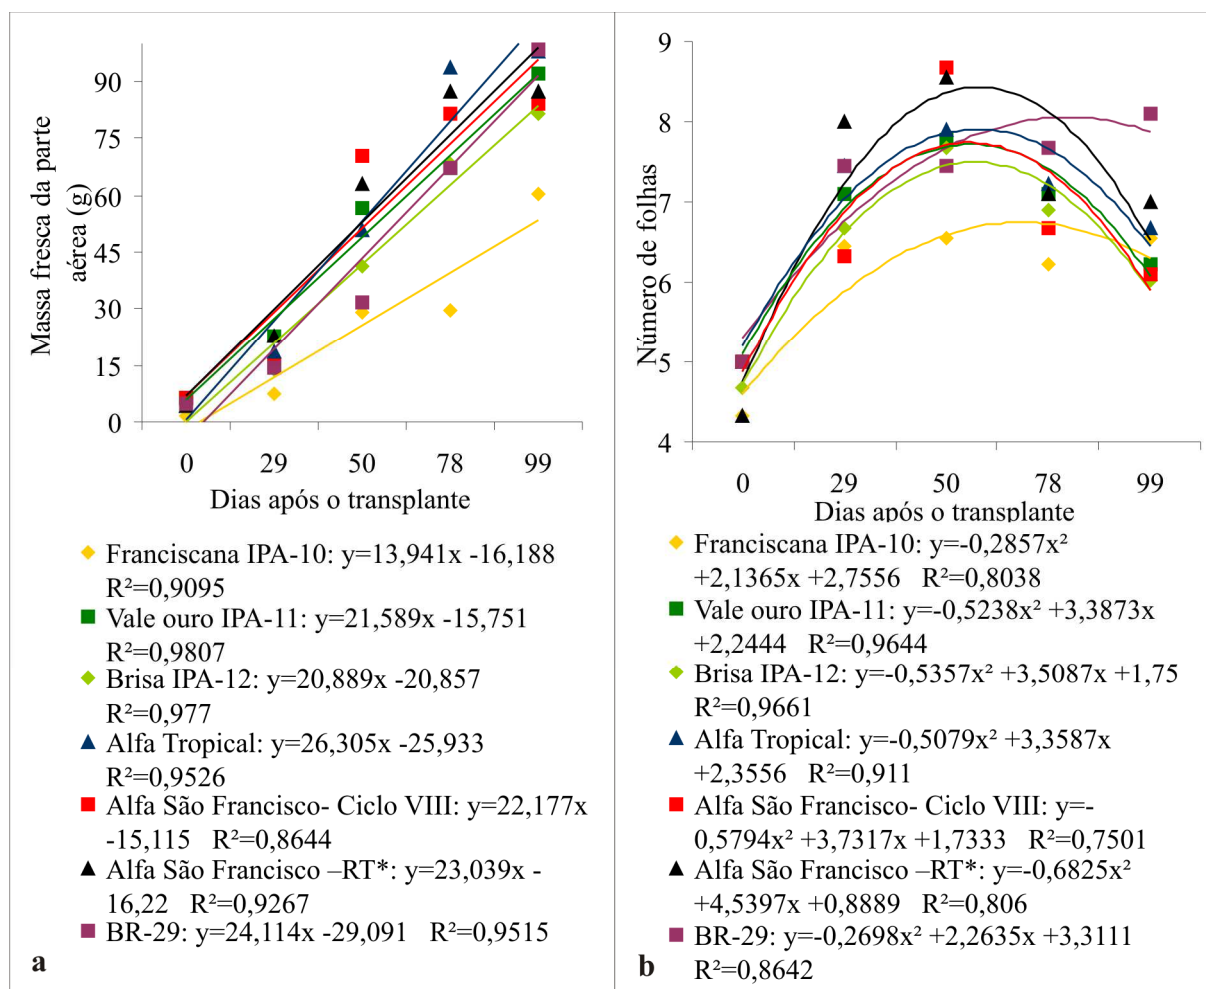 90
75
60
45
30
15
0
Massa fresca da parte
aérea (g)
0 29 50 78 99
Dias após o transplante
Franciscana IPA-10: y=13,941x -16,188
R²=0,9095
Vale ouro IPA-11: y=21,589x -15,751
R²=0,9807
Brisa IPA-12: y=20,889x -20,857
R²=0,977
Alfa Tropical: y=26,305x -25,933
R²=0,9526
Alfa São Francisco- Ciclo VIII: y=22,177x
-15,115 R²=0,8644
Alfa São Francisco –RT*: y=23,039x -
16,22 R²=0,9267
BR-29: y=24,114x -29,091 R²=0,9515
a
9
8
7
6
5
4
Número de folhas
0 29 50 78 99
Dias após o transplante
Franciscana IPA-10: y=-0,2857x²
+2,1365x +2,7556 R²=0,8038
Vale ouro IPA-11: y=-0,5238x² +3,3873x
+2,2444 R²=0,9644
Brisa IPA-12: y=-0,5357x² +3,5087x +1,75
R²=0,9661
Alfa Tropical: y=-0,5079x² +3,3587x
+2,3556 R²=0,911
Alfa São Francisco- Ciclo VIII: y=-
0,5794x² +3,7317x +1,7333 R²=0,7501
Alfa São Francisco –RT*: y=-0,6825x²
+4,5397x +0,8889 R²=0,806
BR-29: y=-0,2698x² +2,2635x +3,3111
R²=0,8642
b